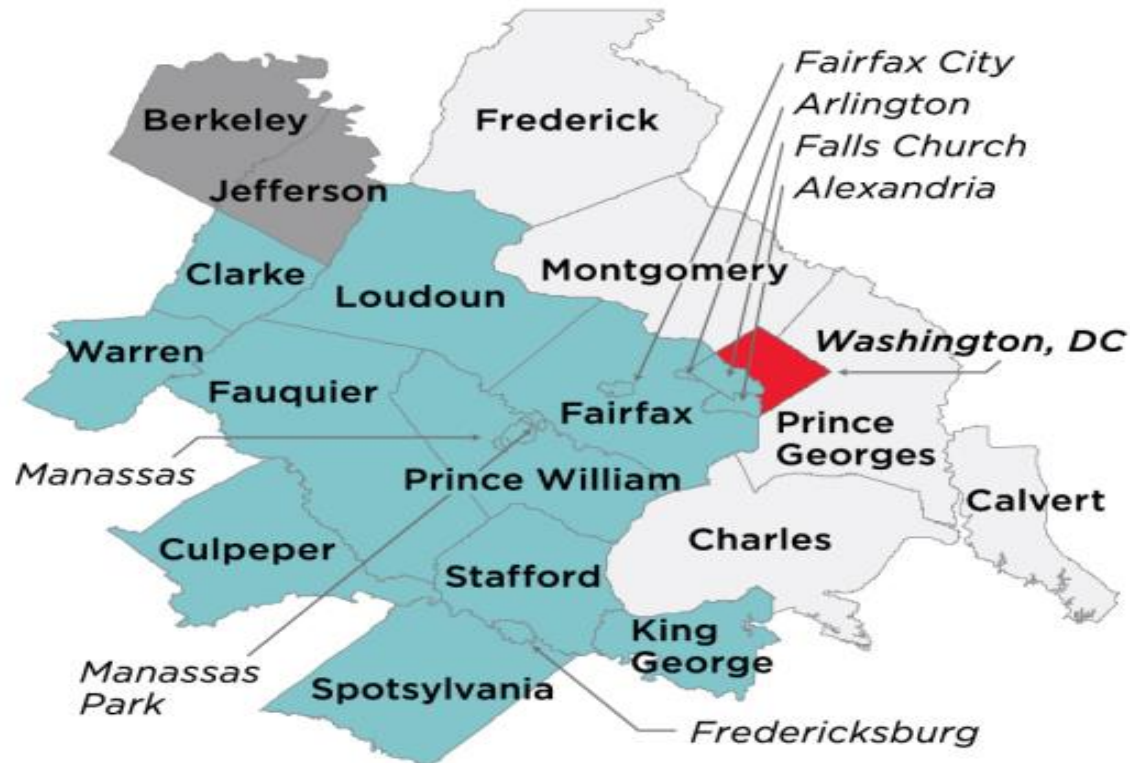 Fairfax City
Arlington
Falls Church
Alexandria
Berkeley
Frederick
Jefferson
Clarke
Loudoun
Montgomery
Washington, DC
Warren
Fauquier
Fairfax
Prince
Georges
Manassas
Prince William
Calvert
Culpeper
Charles
Stafford
King
George
Manassas
Park
Spotsylvania
Fredericksburg